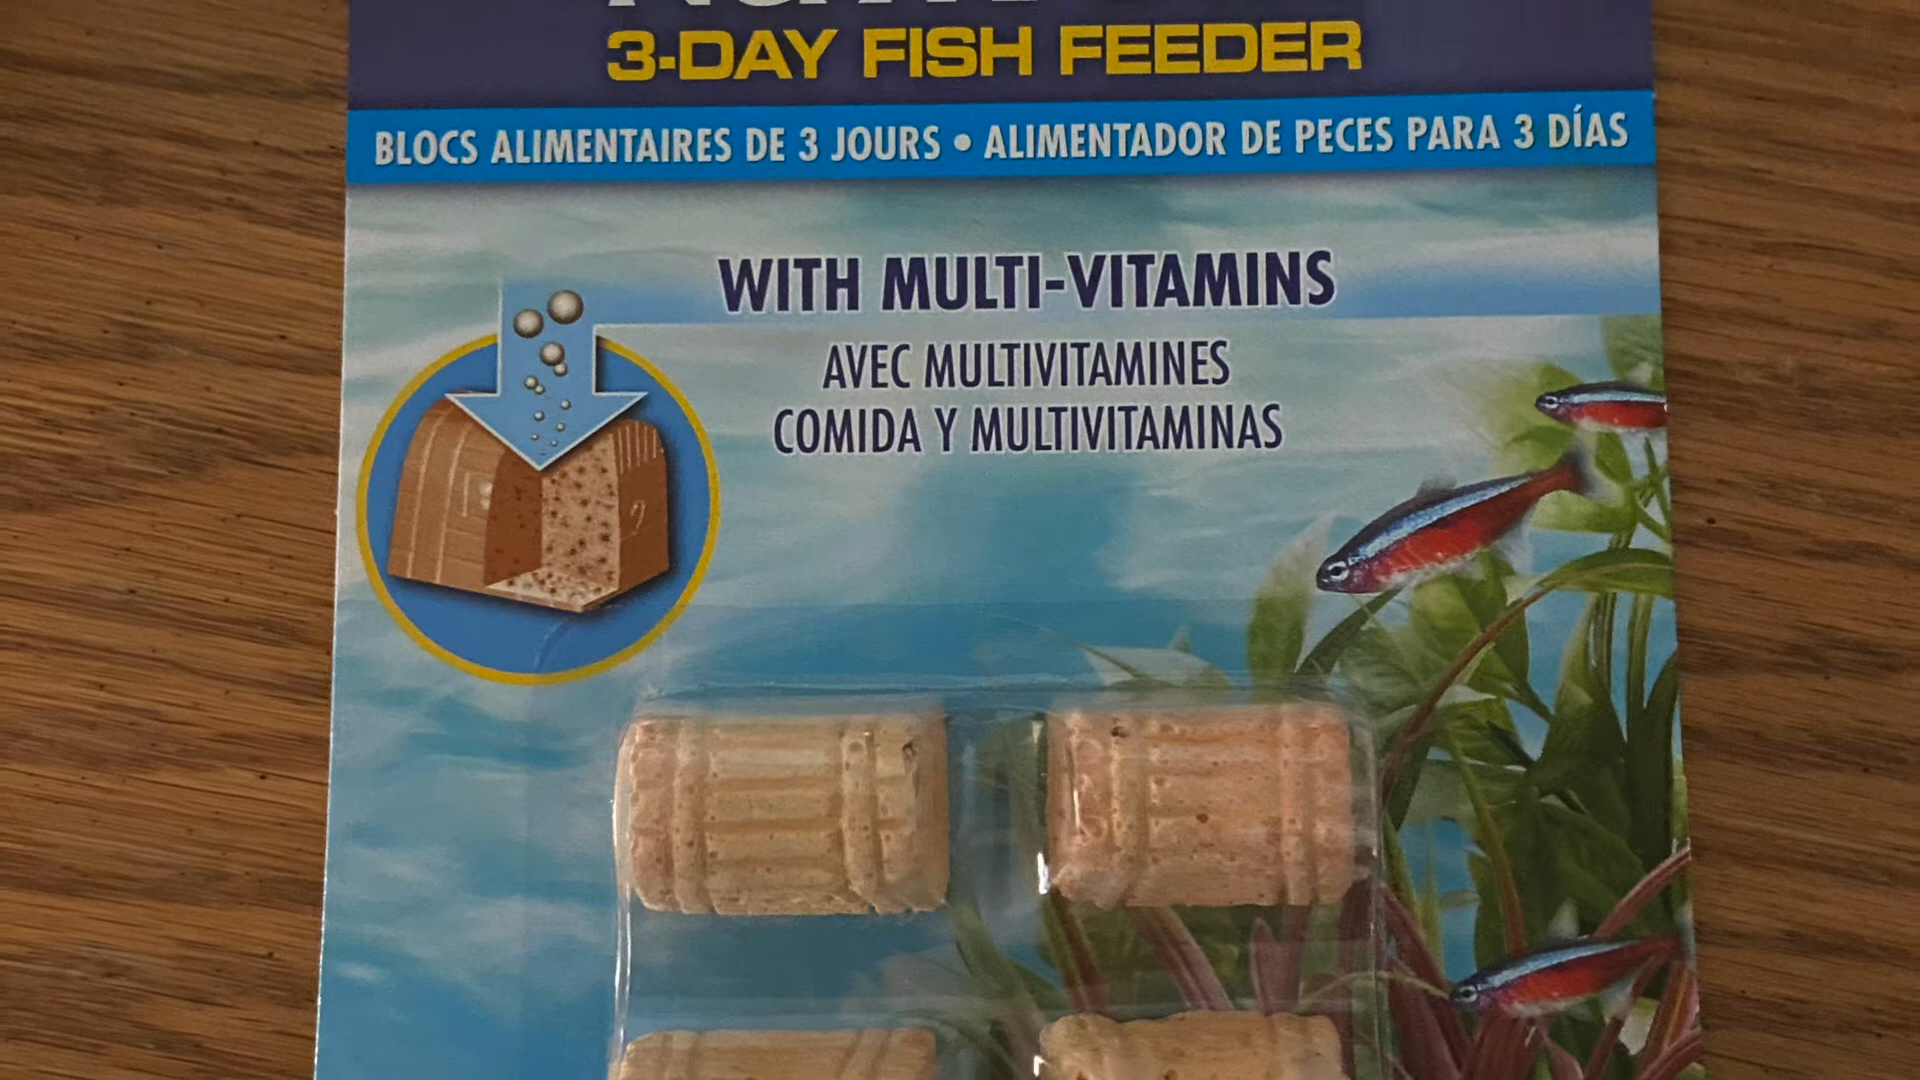 3-DAY FISH FEEDER
BLOCS ALIMENTAIRES DE 3 JOURS • ALIMENTADOR DE PECES PARA 3 DÍAS
WITH MULTI-VITAMINS
AVEC MULTIVITAMINES
COMIDA Y MULTIVITAMINAS